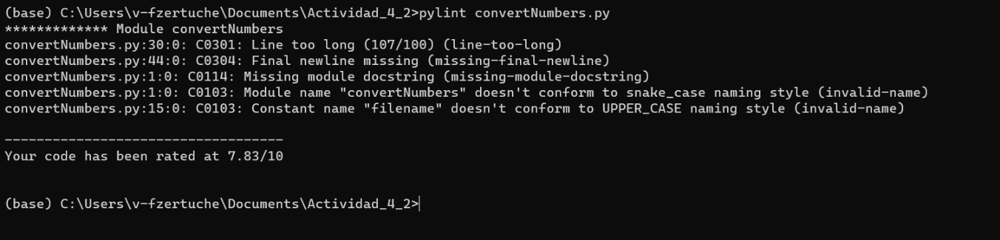 (base) C:\Users\v-fzertuche\Documents\Actividad_4_2>pylint convertNumbers.py
************* Module convertNumbers
convertNumbers.py:30:0: C0301: Line too long (107/100) (line-too-long)
convertNumbers.py:44:0: C0304: Final newline missing (missing-final-newline)
convertNumbers.py:1:0: C0114: Missing module docstring (missing-module-docstring)
convertNumbers.py:1:0: C0103: Module name "convertNumbers" doesn't conform to snake_case naming style (invalid-name)
convertNumbers.py:15:0: C0103: Constant name "filename" doesn't conform to UPPER_CASE naming style (invalid-name)
-----------------------------------
Your code has been rated at 7.83/10
(base) C:\Users\v-fzertuche\Documents\Actividad_4_2>